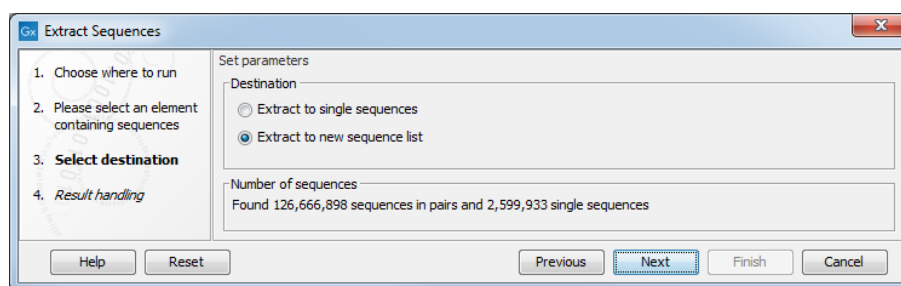 Gx Extract Sequences
1. Choose where to run
2. Please select an element
containing sequences
3. Select destination
4. Result handling
Set parameters
Destination
Extract to single sequences
Extract to new sequence list
Number of sequences
Found 126,666,898 sequences in pairs and 2,599,933 single sequences
Help Reset Previous Next Finish Cancel